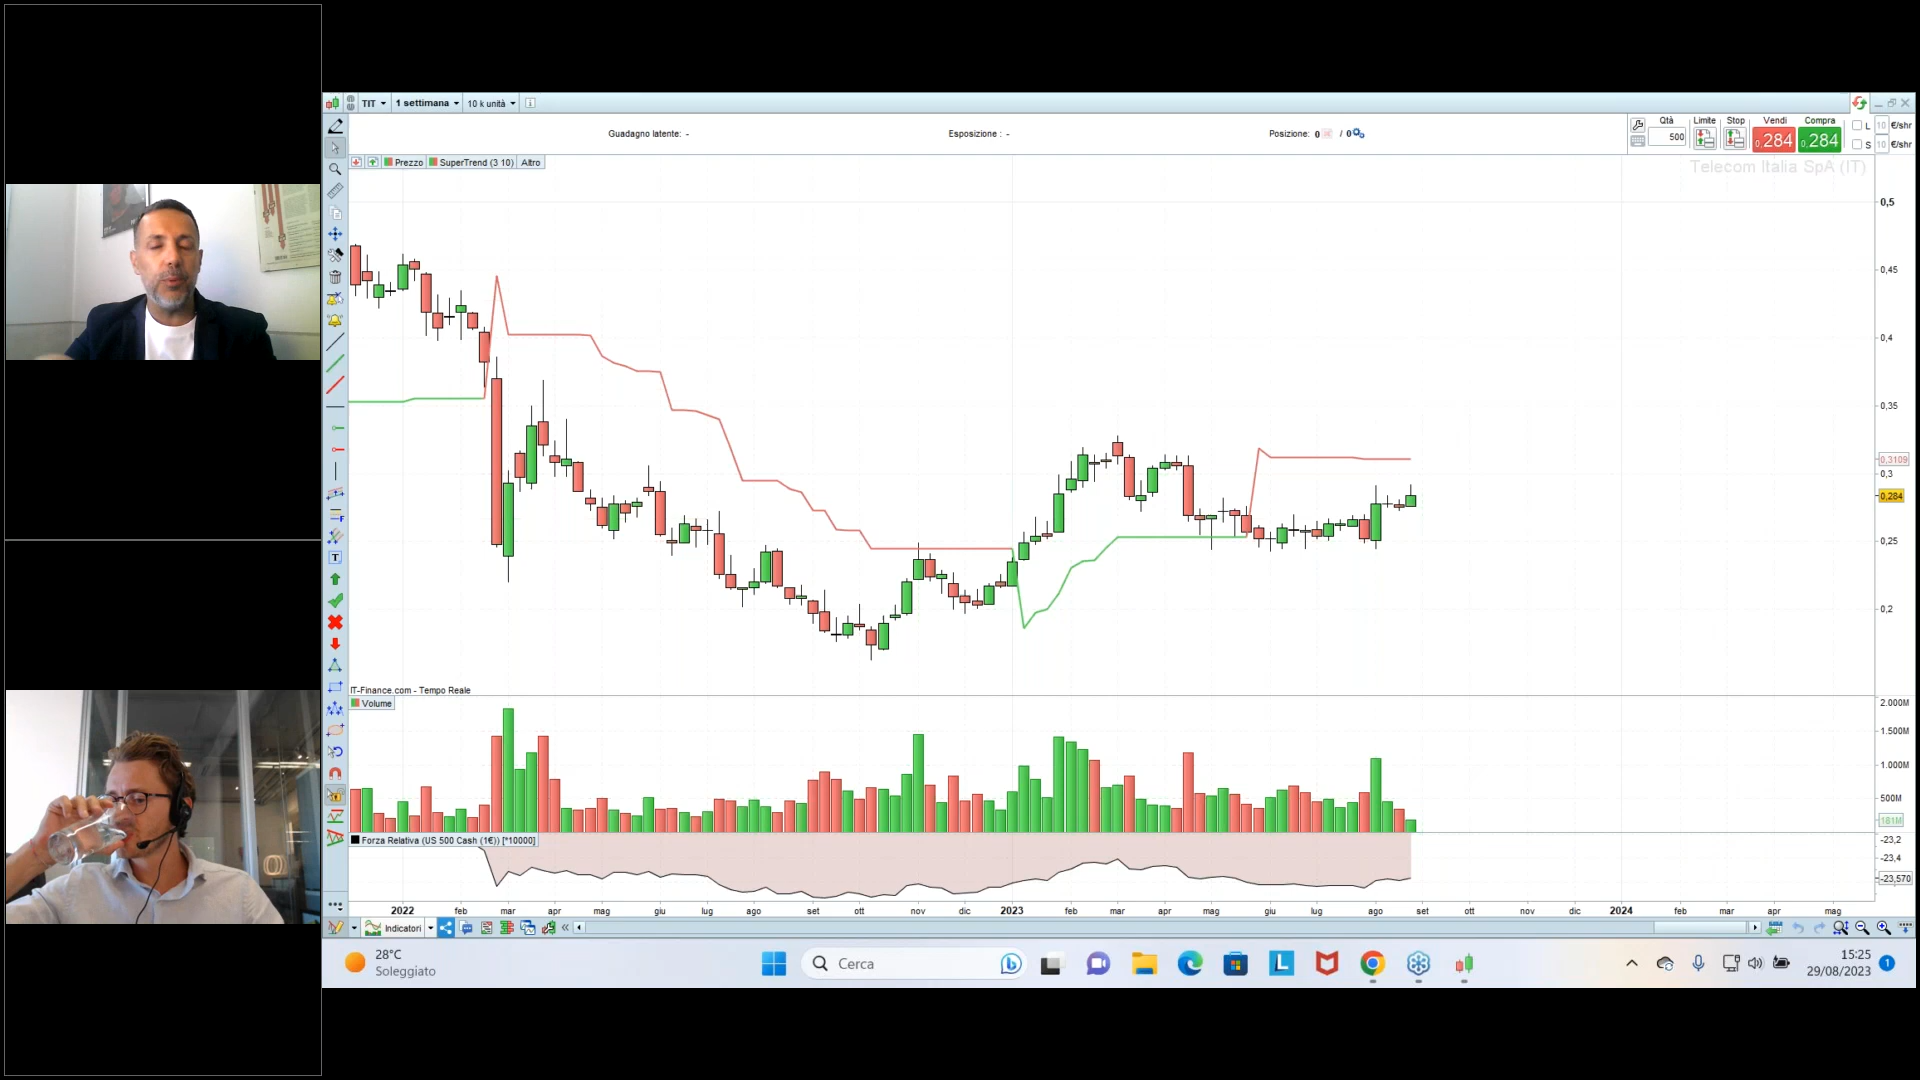 TIT 1 settimana 10 k unità
Guadagno latente: - Esposizione : - Posizione: 0 / 0
Qtà Limite Stop Vendi Compra
500 0,284 0,284
L 10 €/shr
S 10 €/shr
Prezzo SuperTrend (3 10) Altro
Telecom Italia SpA (IT)
0,5
0,45
0,4
0,35
0,3109
0,3
0,284
0,25
0,2
IT-Finance.com - Tempo Reale
Volume
2.000M
1.500M
1.000M
500M
181M
Forza Relativa (US 500 Cash (1€)) [*10000]
-23,2
-23,4
-23,570
2022 feb mar apr mag giu lug ago set ott nov dic 2023 feb mar apr mag giu lug ago set ott nov dic 2024 feb mar apr mag
Indicatori
28°C
Soleggiato
Cerca
15:25
29/08/2023
1